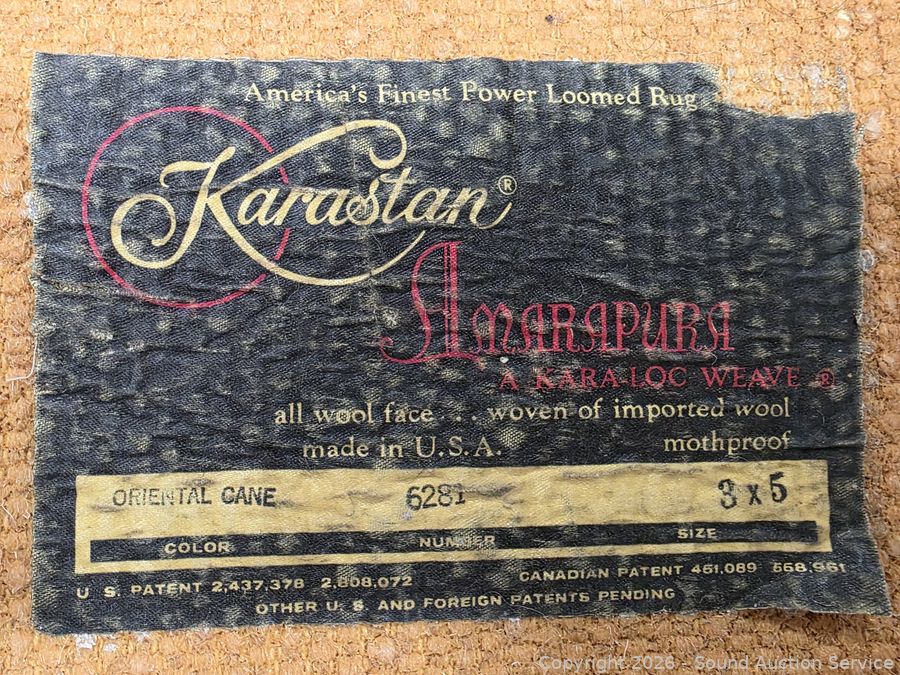 America's Finest Power Loomed Rug
Karastan®
AMARAPURA
A KARA-LOC WEAVE ®
all wool face . . . woven of imported wool
made in U.S.A. mothproof
ORIENTAL CANE 6281 3 x 5
COLOR NUMBER SIZE
U. S. PATENT 2,437,378 2,808,072 CANADIAN PATENT 461,089 558,961
OTHER U. S. AND FOREIGN PATENTS PENDING
Copyright 2026 - Sound Auction Service